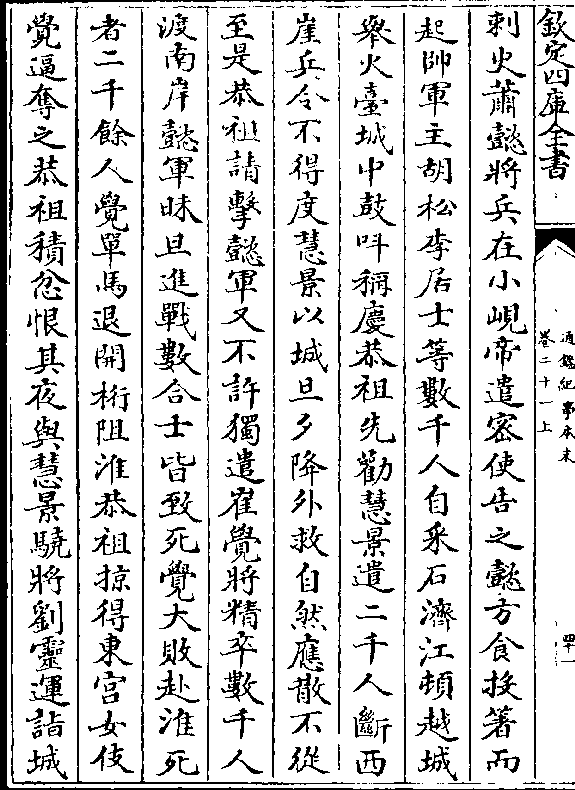 欽定四庫全書
通鑑紀事本末
卷二十一上
四十一
刺史蕭懿將兵在小峴帝遣密使告之懿方食投箸而
起帥軍主胡松李居士等數千人自采石濟江頓越城
舉火臺城中鼓叫稱慶恭祖先勸慧景遣二千人斷西
崖兵令不得度慧景以城旦夕降外救自然應散不從
至是恭祖請擊懿軍又不許獨遣崔覺將精卒數千人
渡南岸懿軍昧旦進戰數合士皆致死覺大敗赴淮死
者二千餘人覺單馬退開桁阻淮恭祖掠得東宮女伎
覺逼奪之恭祖積忿恨其夜與慧景驍將劉靈運詣城